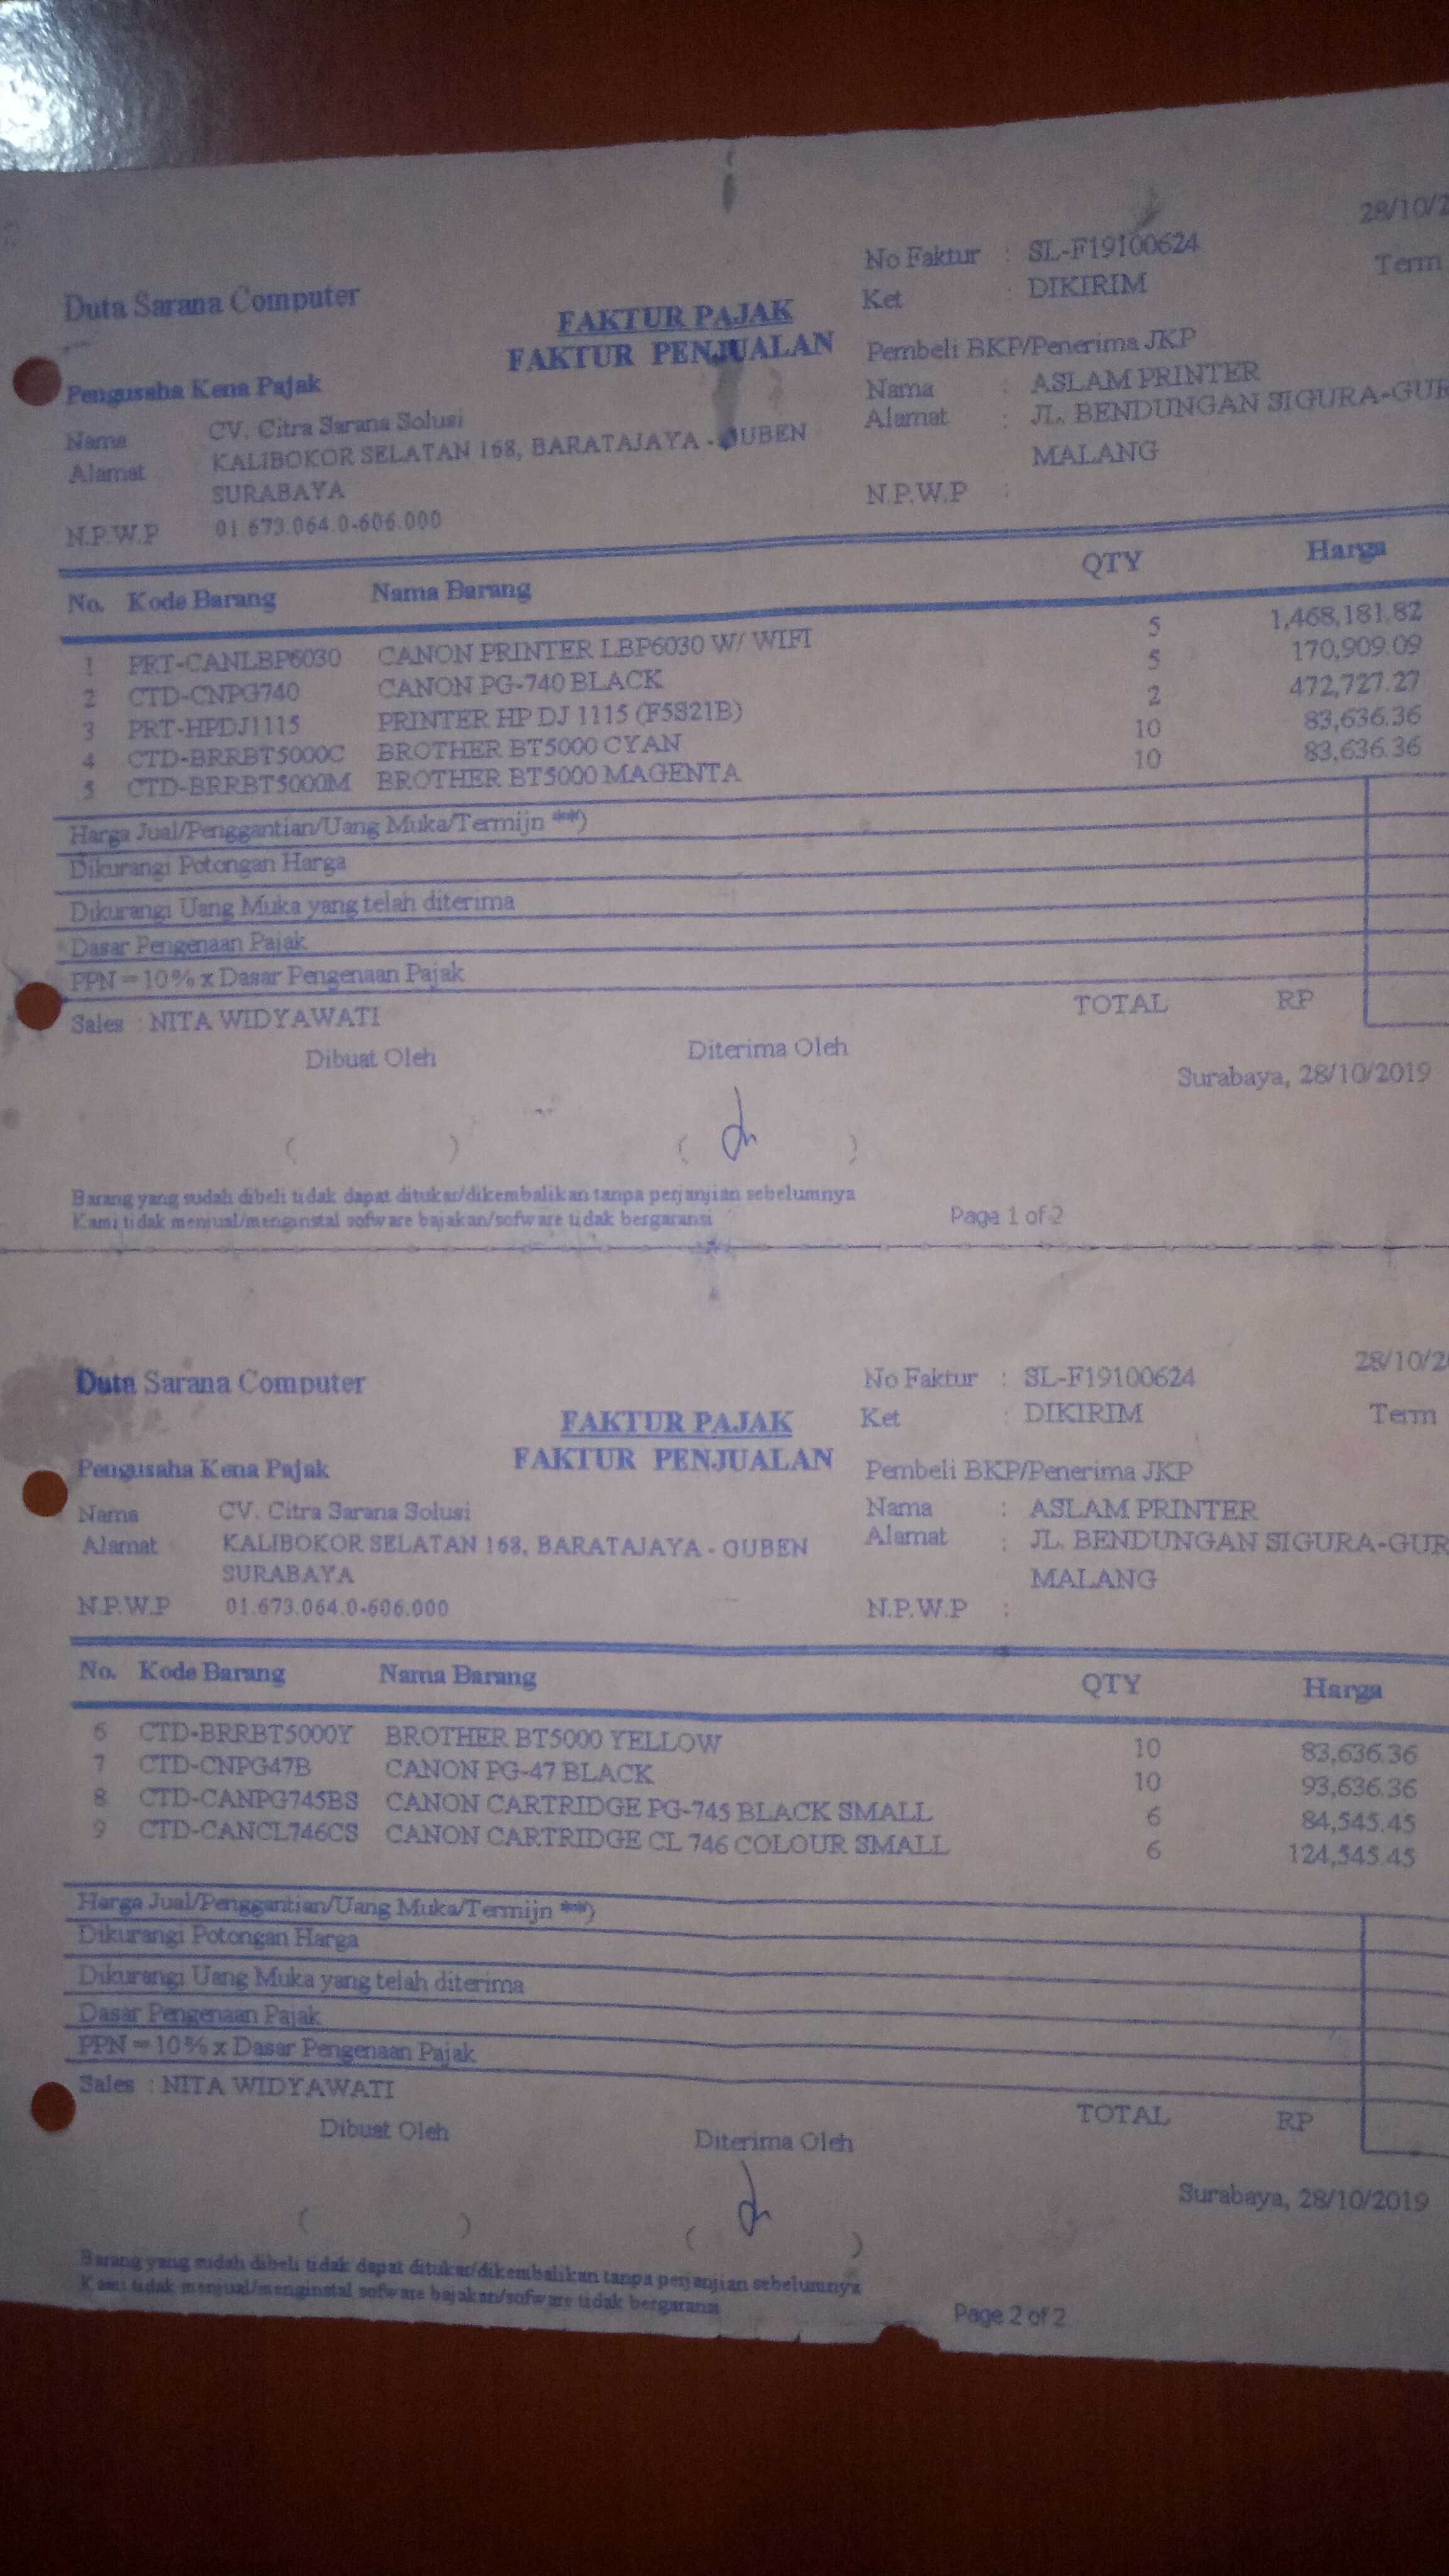 28/10/2
No Faktur : SL-F19100624
Term
Duta Sarana Computer
Ket : DIKIRIM
FAKTUR PAJAK
FAKTUR PENJUALAN
Pembeli BKP/Penerima JKP
Pengusaha Kena Pajak
Nama : ASLAM PRINTER
Nama CV. Citra Sarana Solusi
Alamat : JL. BENDUNGAN SIGURA-GUR
Alamat KALIBOKOR SELATAN 168, BARATAJAYA - GUBEN
MALANG
SURABAYA
N.P.W.P :
N.P.W.P 01.673.064.0-606.000
No. Kode Barang Nama Barang QTY Harga
1 PRT-CANLBP6030 CANON PRINTER LBP6030 W/ WIFI 5 1,468,181.82
2 CTD-CNPG740 CANON PG-740 BLACK 5 170,909.09
3 PRT-HPDJ1115 PRINTER HP DJ 1115 (F5S21B) 2 472,727.27
4 CTD-BRRBT5000C BROTHER BT5000 CYAN 10 83,636.36
5 CTD-BRRBT5000M BROTHER BT5000 MAGENTA 10 83,636.36
Harga Jual/Penggantian/Uang Muka/Termijn **)
Dikurangi Potongan Harga
Dikurangi Uang Muka yang telah diterima
Dasar Pengenaan Pajak
PPN = 10% x Dasar Pengenaan Pajak
Sales : NITA WIDYAWATI TOTAL RP
Dibuat Oleh Diterima Oleh
Surabaya, 28/10/2019
( ) ( )
Barang yang sudah dibeli tidak dapat ditukar/dikembalikan tanpa perjanjian sebelumnya
Kami tidak menjual/menginstal sofware bajakan/sofware tidak bergaransi Page 1 of 2
28/10/2
Duta Sarana Computer
No Faktur : SL-F19100624
FAKTUR PAJAK
Ket : DIKIRIM Term
FAKTUR PENJUALAN
Pengusaha Kena Pajak
Pembeli BKP/Penerima JKP
Nama CV. Citra Sarana Solusi
Nama : ASLAM PRINTER
Alamat KALIBOKOR SELATAN 168, BARATAJAYA - GUBEN
Alamat : JL. BENDUNGAN SIGURA-GUR
SURABAYA
MALANG
N.P.W.P 01.673.064.0-606.000
N.P.W.P :
No. Kode Barang Nama Barang QTY Harga
6 CTD-BRRBT5000Y BROTHER BT5000 YELLOW 10 83,636.36
7 CTD-CNPG47B CANON PG-47 BLACK 10 93,636.36
8 CTD-CANPG745BS CANON CARTRIDGE PG-745 BLACK SMALL 6 84,545.45
9 CTD-CANCL746CS CANON CARTRIDGE CL 746 COLOUR SMALL 6 124,545.45
Harga Jual/Penggantian/Uang Muka/Termijn **)
Dikurangi Potongan Harga
Dikurangi Uang Muka yang telah diterima
Dasar Pengenaan Pajak
PPN = 10% x Dasar Pengenaan Pajak
Sales : NITA WIDYAWATI TOTAL RP
Dibuat Oleh Diterima Oleh
Surabaya, 28/10/2019
( ) ( )
Barang yang sudah dibeli tidak dapat ditukar/dikembalikan tanpa perjanjian sebelumnya
Kami tidak menjual/menginstal sofware bajakan/sofware tidak bergaransi Page 2 of 2